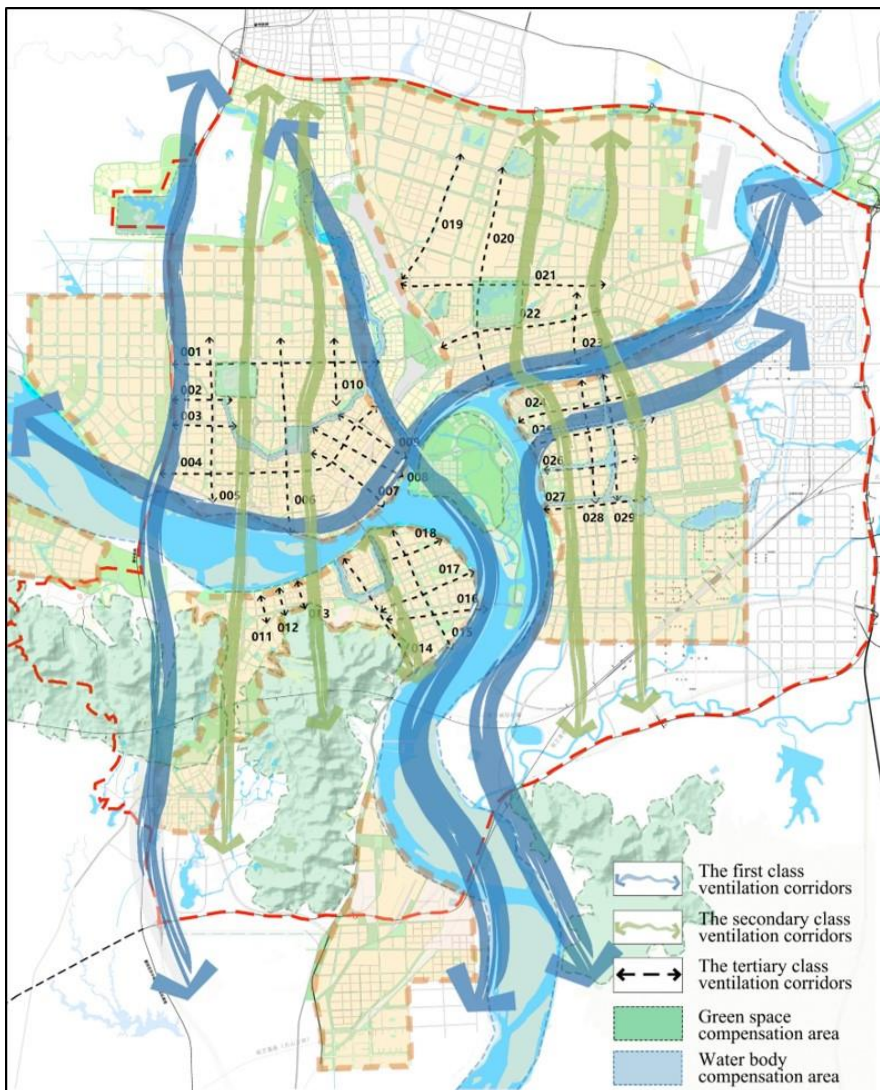 019
020
021
022
023
001
002
010
003
024
025
009
004
026
008
005
006
007
027
028
029
018
017
016
013
012
011
015
014
The first class
ventilation corridors
The secondary class
ventilation corridors
The tertiary class
ventilation corridors
Green space
compensation area
Water body
compensation area